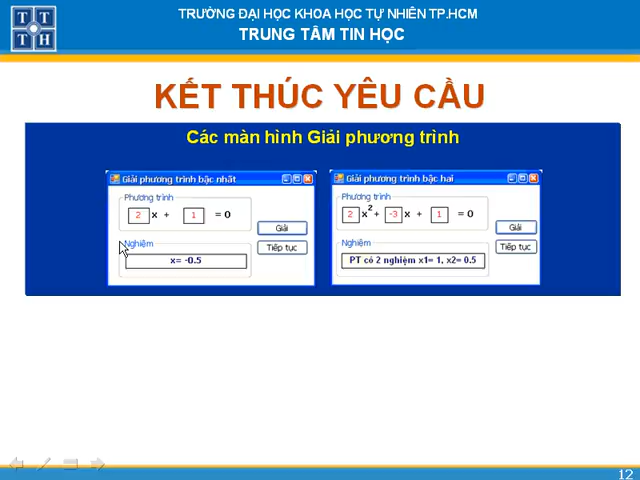 TRƯỜNG ĐẠI HỌC KHOA HỌC TỰ NHIÊN TP.HCM
TRUNG TÂM TIN HỌC
T T
T H
KẾT THÚC YÊU CẦU
Các màn hình Giải phương trình
Giải phương trình bậc nhất
Phương trình
2 x + 1 = 0
Giải
Nghiệm
Tiếp tục
x= -0.5
Giải phương trình bậc hai
Phương trình
2 x2 + -3 x + 1 = 0
Giải
Nghiệm
Tiếp tục
PT có 2 nghiệm x1= 1, x2= 0.5
12